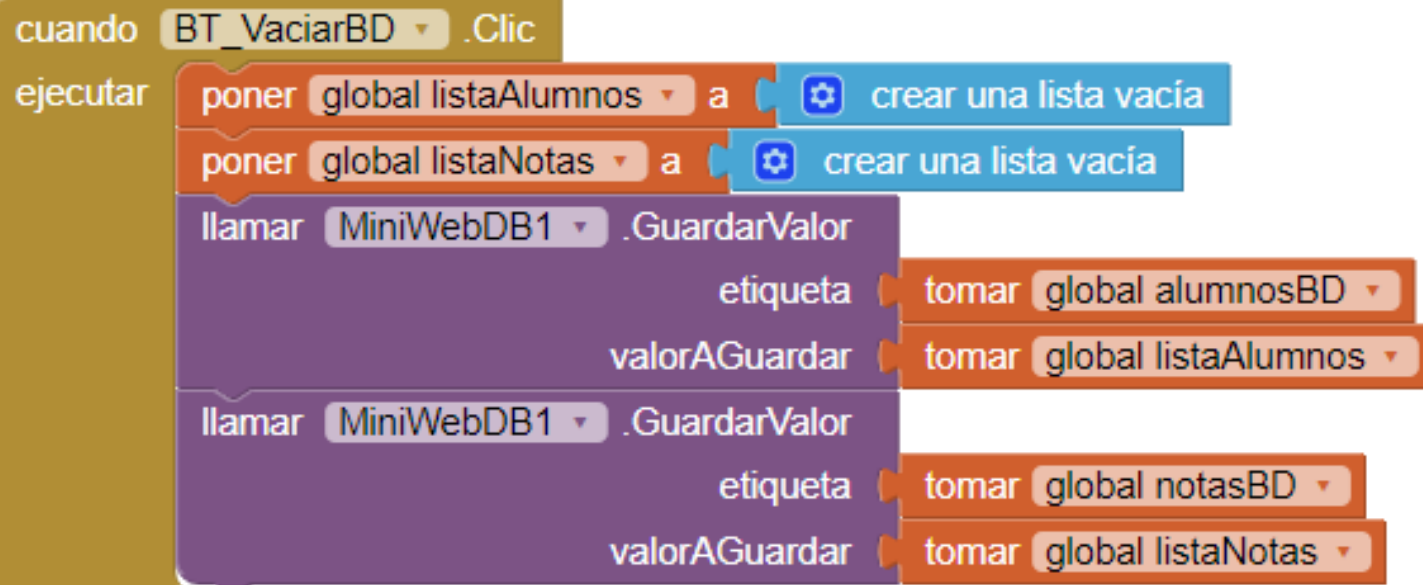 cuando BT_VaciarBD .Clic
ejecutar poner global listaAlumnos a crear una lista vacía
poner global listaNotas a crear una lista vacía
llamar MiniWebDB1 .GuardarValor
etiqueta tomar global alumnosBD
valorAGuardar tomar global listaAlumnos
llamar MiniWebDB1 .GuardarValor
etiqueta tomar global notasBD
valorAGuardar tomar global listaNotas